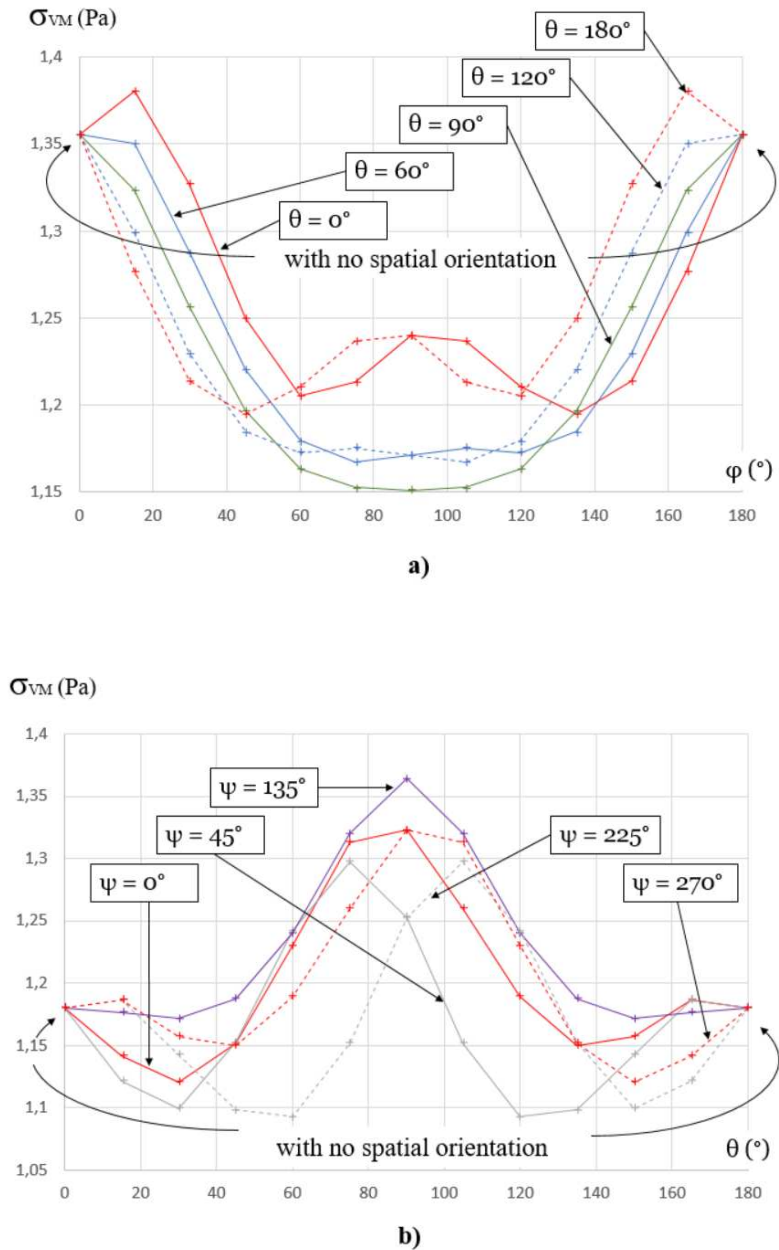 σVM (Pa)
1,4
1,35
1,3
1,25
1,2
1,15
θ = 180°
θ = 120°
θ = 90°
θ = 60°
θ = 0°
with no spatial orientation
φ (°)
0 20 40 60 80 100 120 140 160 180
a)
σVM (Pa)
1,4
1,35
1,3
1,25
1,2
1,15
1,1
1,05
ψ = 135°
ψ = 45°
ψ = 225°
ψ = 0°
ψ = 270°
with no spatial orientation
θ (°)
0 20 40 60 80 100 120 140 160 180
b)